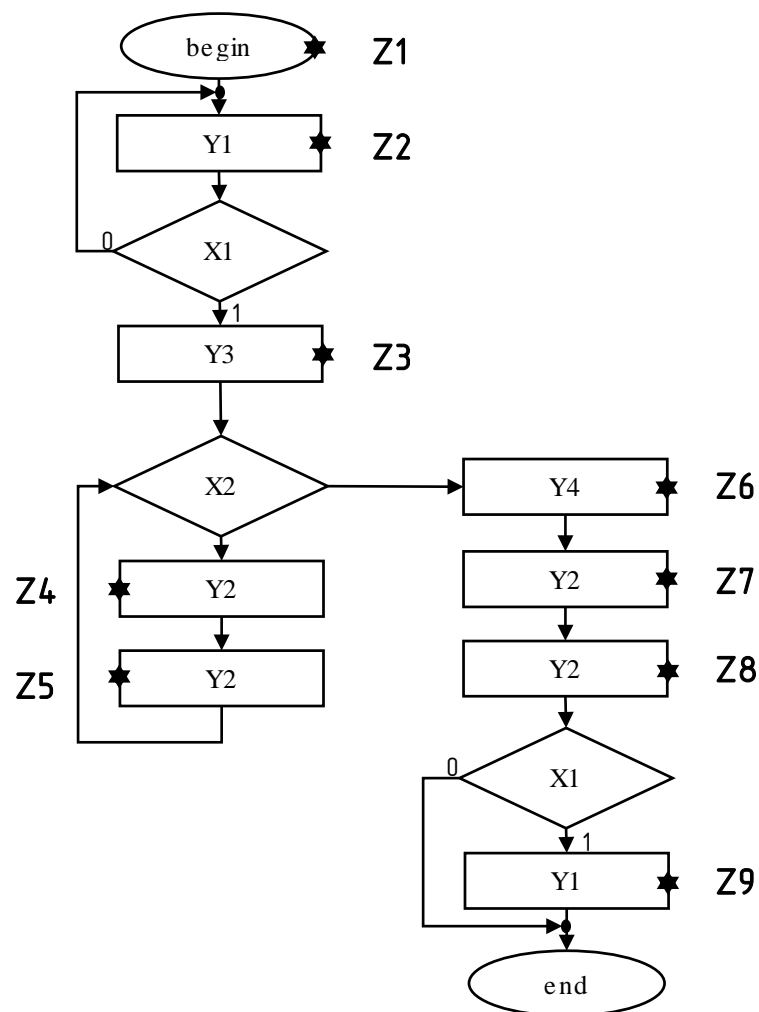 begin Z1
Y1 Z2
0 X1
1
Y3 Z3
X2 Y4 Z6
Z4 Y2 Y2 Z7
Z5 Y2 Y2 Z8
0 X1
1
Y1 Z9
end